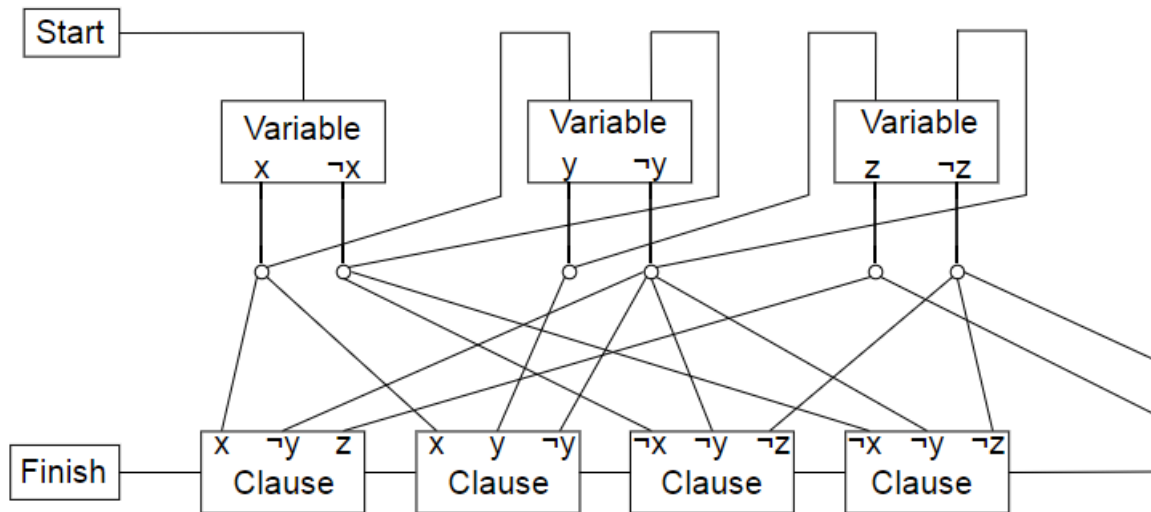 Start
Variable
x ¬x
Variable
y ¬y
Variable
z ¬z
x ¬y z
Clause
x y ¬y
Clause
¬x ¬y ¬z
Clause
¬x ¬y ¬z
Clause
Finish